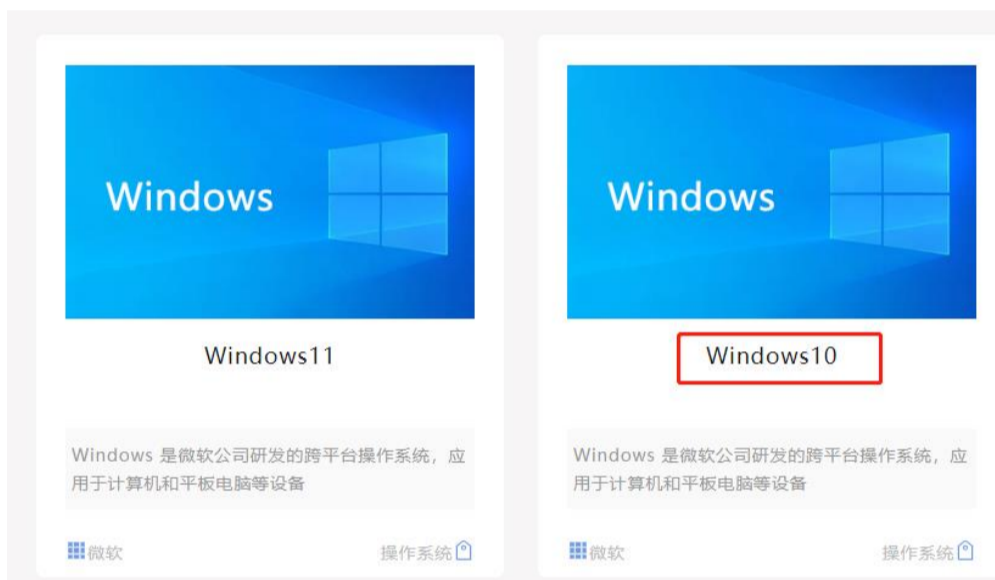 Windows
Windows11
Windows 是微软公司研发的跨平台操作系统，应
用于计算机和平板电脑等设备
微软
操作系统
Windows
Windows10
Windows 是微软公司研发的跨平台操作系统，应
用于计算机和平板电脑等设备
微软
操作系统